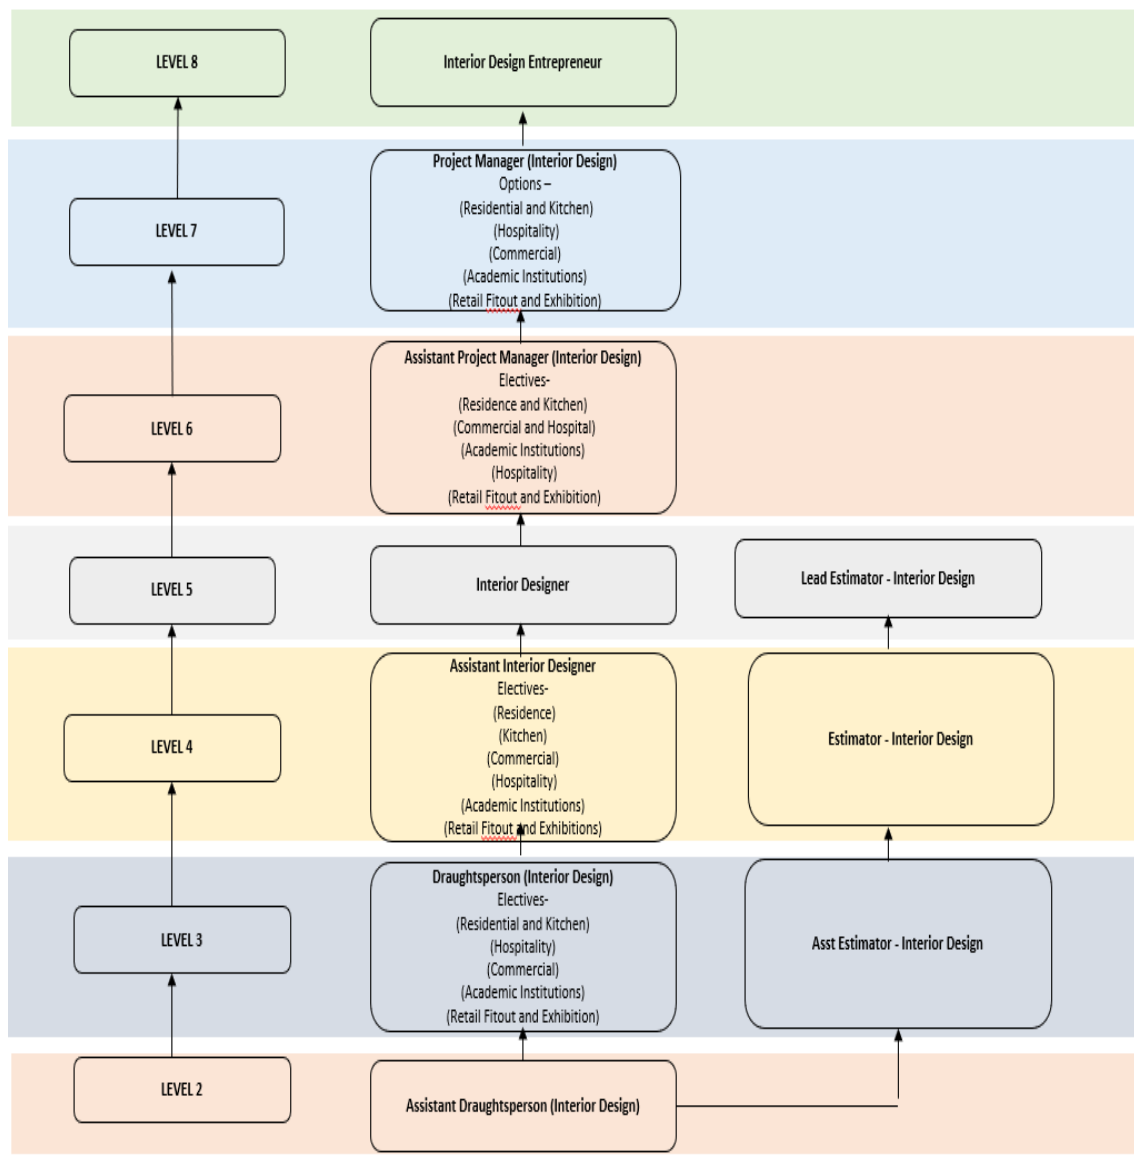 LEVEL 8
Interior Design Entrepreneur
LEVEL 7
Project Manager (Interior Design)
Options –
(Residential and Kitchen)
(Hospitality)
(Commercial)
(Academic Institutions)
(Retail Fitout and Exhibition)
LEVEL 6
Assistant Project Manager (Interior Design)
Electives-
(Residence and Kitchen)
(Commercial and Hospital)
(Academic Institutions)
(Hospitality)
(Retail Fitout and Exhibition)
LEVEL 5
Interior Designer
Lead Estimator - Interior Design
LEVEL 4
Assistant Interior Designer
Electives-
(Residence)
(Kitchen)
(Commercial)
(Hospitality)
(Academic Institutions)
(Retail Fitout and Exhibitions)
Estimator - Interior Design
LEVEL 3
Draughtsperson (Interior Design)
Electives-
(Residential and Kitchen)
(Hospitality)
(Commercial)
(Academic Institutions)
(Retail Fitout and Exhibition)
Asst Estimator - Interior Design
LEVEL 2
Assistant Draughtsperson (Interior Design)